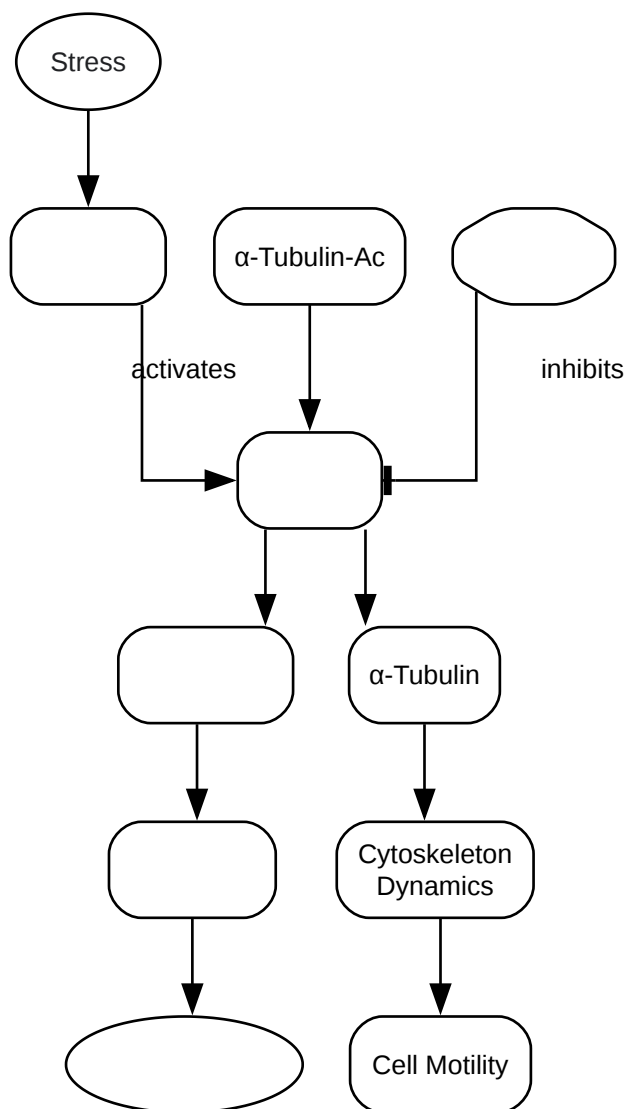 Stress
α-Tubulin-Ac
activates
inhibits
α-Tubulin
Cytoskeleton
Dynamics
Cell Motility